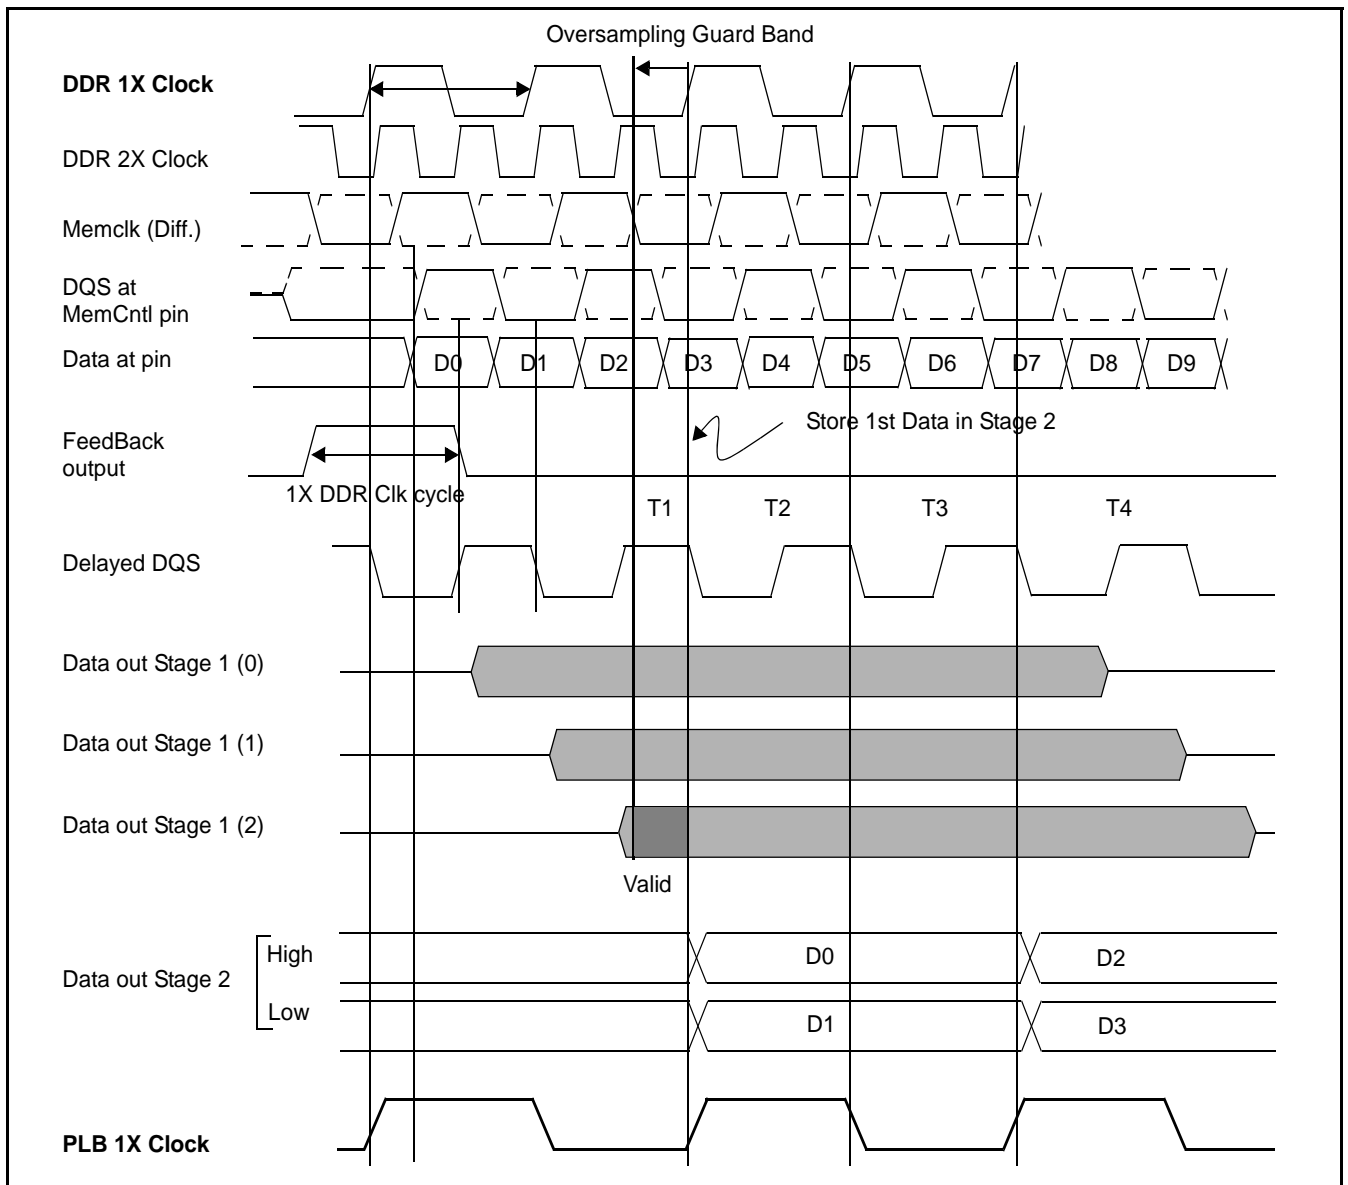 Oversampling Guard Band
DDR 1X Clock
DDR 2X Clock
Memclk (Diff.)
DQS at
MemCntl pin
Data at pin
D0 D1 D2 D3 D4 D5 D6 D7 D8 D9
Store 1st Data in Stage 2
FeedBack
output
1X DDR Clk cycle
T1 T2 T3 T4
Delayed DQS
Data out Stage 1 (0)
Data out Stage 1 (1)
Data out Stage 1 (2)
Valid
Data out Stage 2
High
D0 D2
Low
D1 D3
PLB 1X Clock